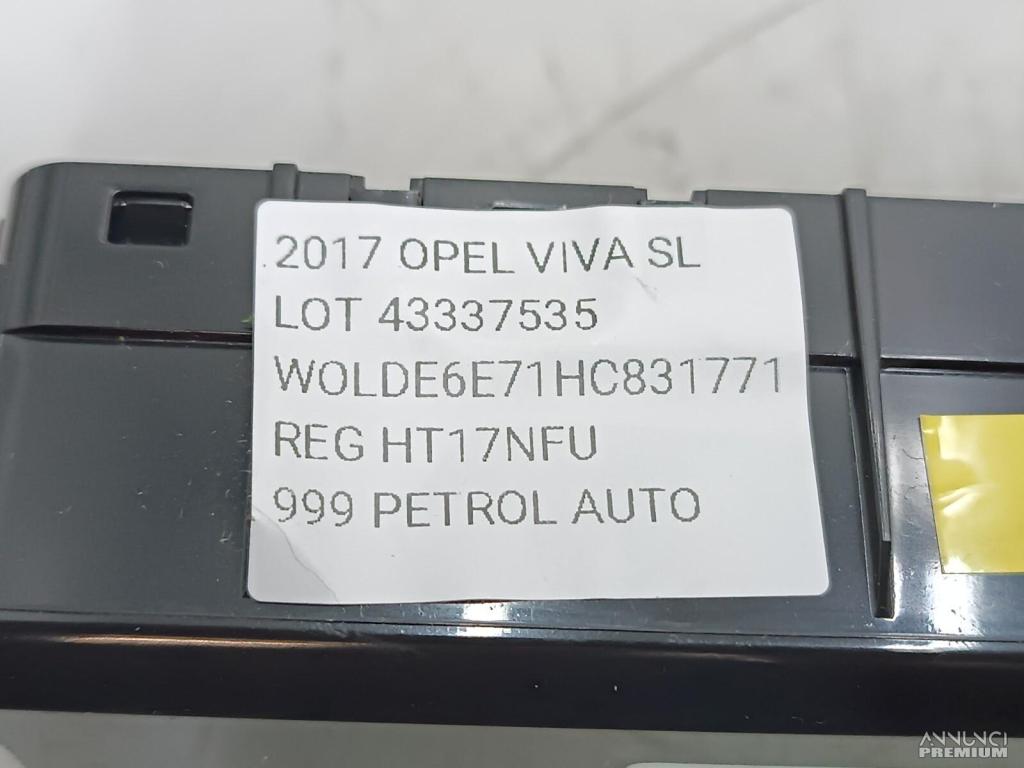 2017 OPEL VIVA SL
LOT 43337535
WOLDE6E71HC831771
REG HT17NFU
999 PETROL AUTO
ANNUNCI
PREMIUM